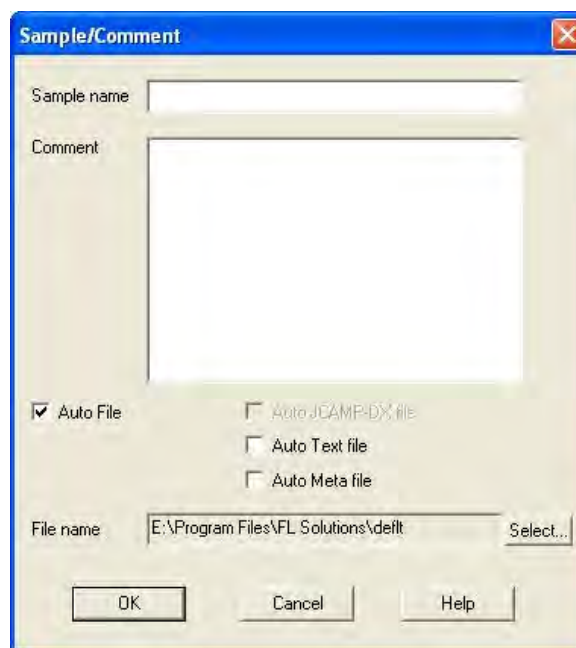 Sample/Comment
Sample name
Comment
Auto File
Auto JCAMP-DX file
Auto Text file
Auto Meta file
File name E:\Program Files\FL Solutions\deflt Select...
OK Cancel Help